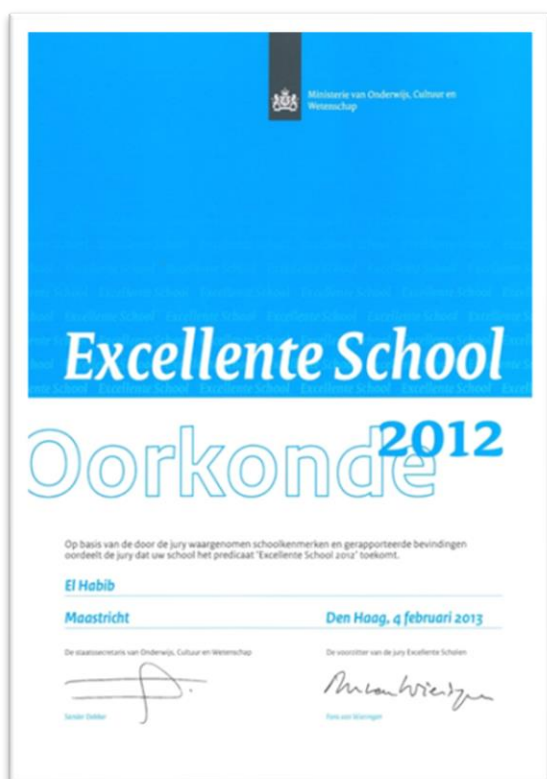 Ministerie van Onderwijs, Cultuur en
Wetenschap
Excellente School
2012
Oorkonde
Op basis van de door de jury waargenomen schoolkenmerken en gerapporteerde bevindingen
oordeelt de jury dat uw school het predicaat 'Excellente School 2012' toekomt.
El Habib
Maastricht Den Haag, 4 februari 2013
De staatssecretaris van Onderwijs, Cultuur en Wetenschap De voorzitter van de jury Excellente Scholen
Sander Dekker Fons van Wieringen